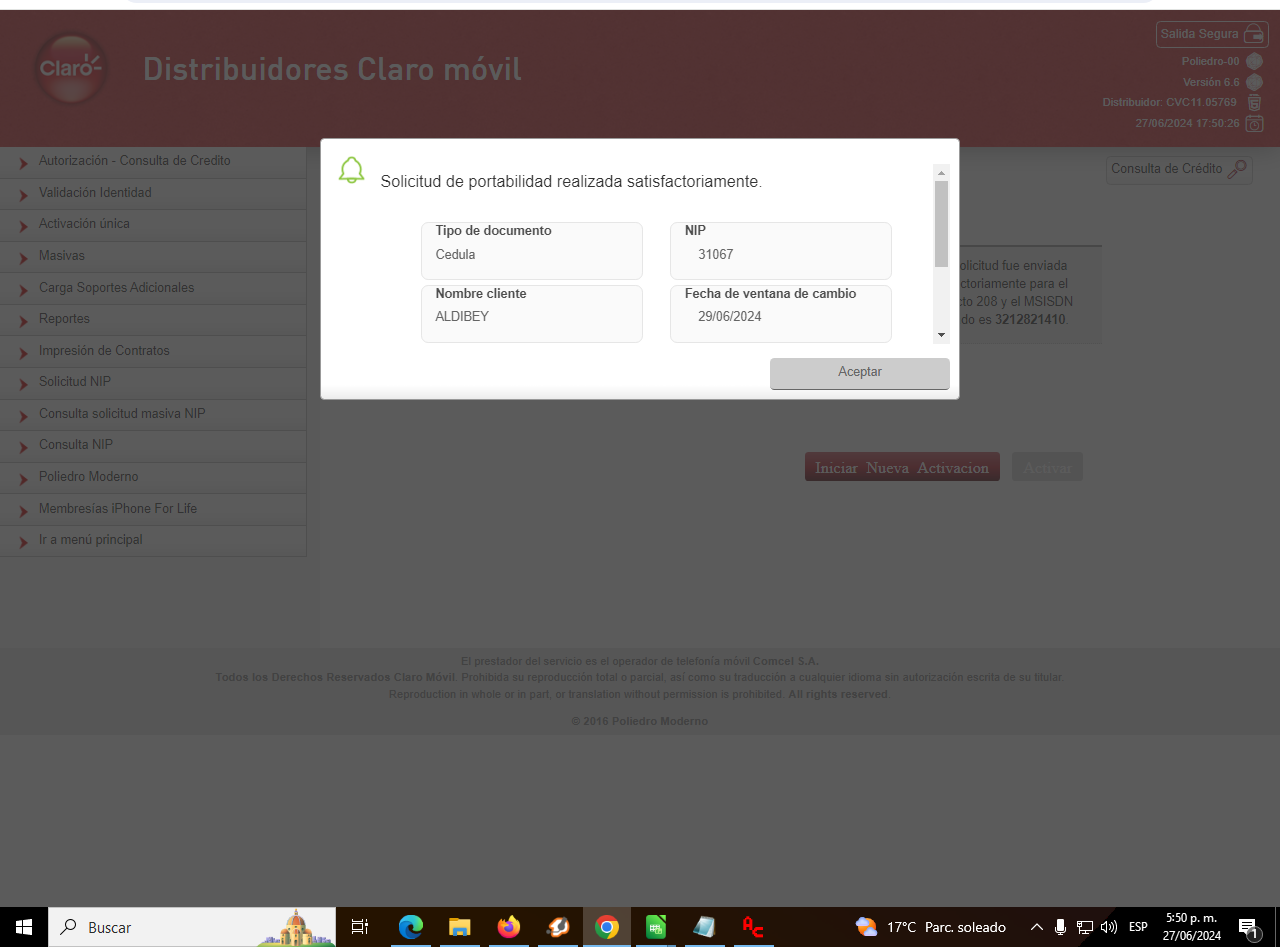 Claro
Distribuidores Claro móvil
Salida Segura
Poliedro-00
Versión 6.6
Distribuidor: CVC11.05769
27/06/2024 17:50:26
Autorización - Consulta de Credito
Validación Identidad
Activación única
Masivas
Carga Soportes Adicionales
Reportes
Impresión de Contratos
Solicitud NIP
Consulta solicitud masiva NIP
Consulta NIP
Poliedro Moderno
Membresías iPhone For Life
Ir a menú principal
Consulta de Crédito
Solicitud de portabilidad realizada satisfactoriamente.
Tipo de documento
Cedula
NIP
31067
Nombre cliente
ALDIBEY
Fecha de ventana de cambio
29/06/2024
Aceptar
olicitud fue enviada
ctoriamente para el
cto 208 y el MSISDN
do es 3212821410.
Iniciar Nueva Activacion
Activar
El prestador del servicio es el operador de telefonía móvil Comcel S.A.
Todos los Derechos Reservados Claro Móvil. Prohibida su reproducción total o parcial, así como su traducción a cualquier idioma sin autorización escrita de su titular.
Reproduction in whole or in part, or translation without permission is prohibited. All rights reserved.
© 2016 Poliedro Moderno
Buscar
17°C Parc. soleado
ESP
5:50 p. m.
27/06/2024
1